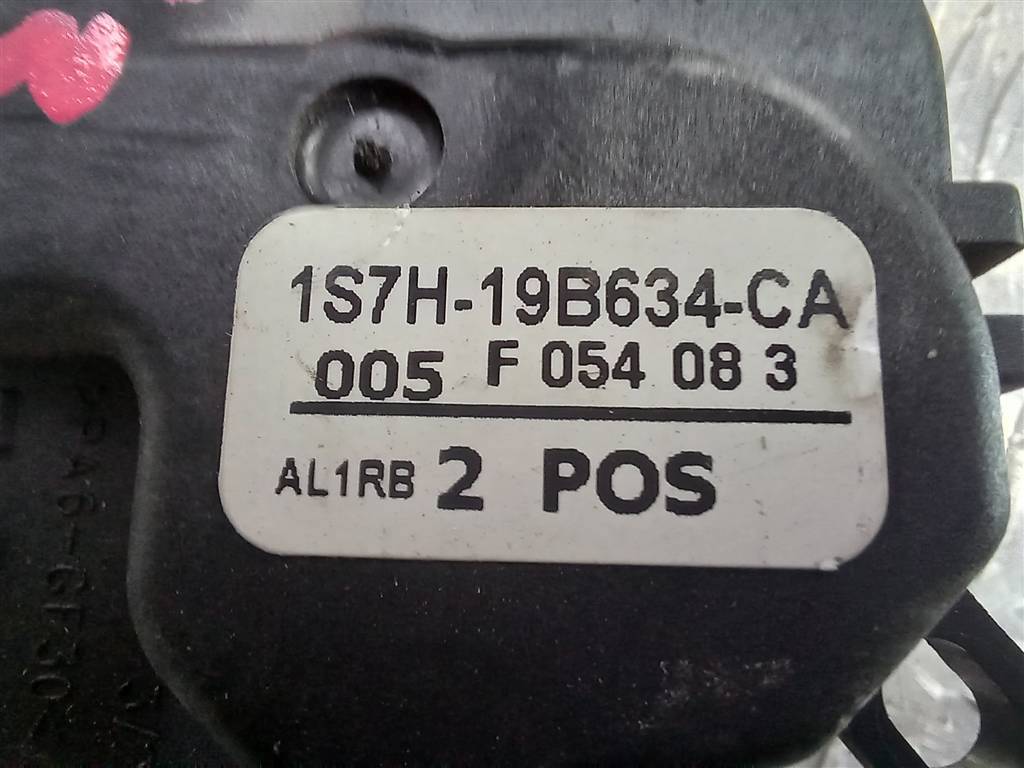 1S7H-19B634-CA
005 F 054 08 3
AL1RB 2 POS